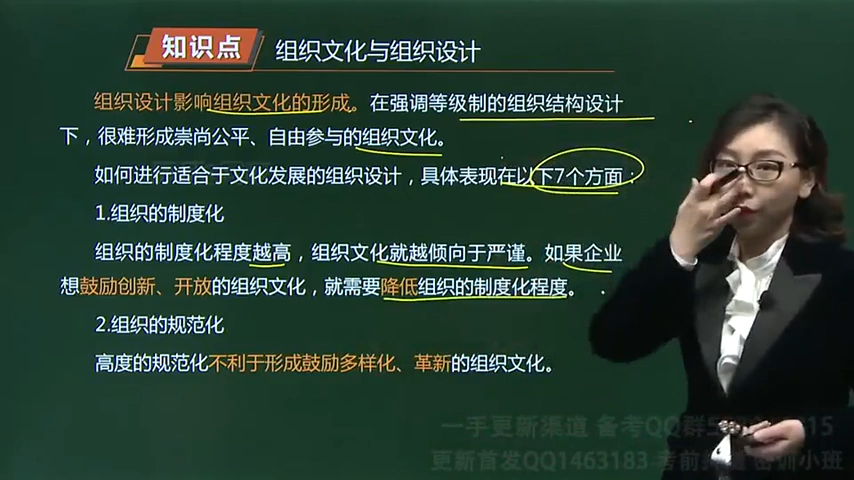 知识点 组织文化与组织设计
组织设计影响组织文化的形成。在强调等级制的组织结构设计
下，很难形成崇尚公平、自由参与的组织文化。
如何进行适合于文化发展的组织设计，具体表现在以下7个方面：
1.组织的制度化
组织的制度化程度越高，组织文化就越倾向于严谨。如果企业
想鼓励创新、开放的组织文化，就需要降低组织的制度化程度。
2.组织的规范化
高度的规范化不利于形成鼓励多样化、革新的组织文化。
一手更新渠道 备考QQ群
更新首发QQ1463183 考前 密训小班